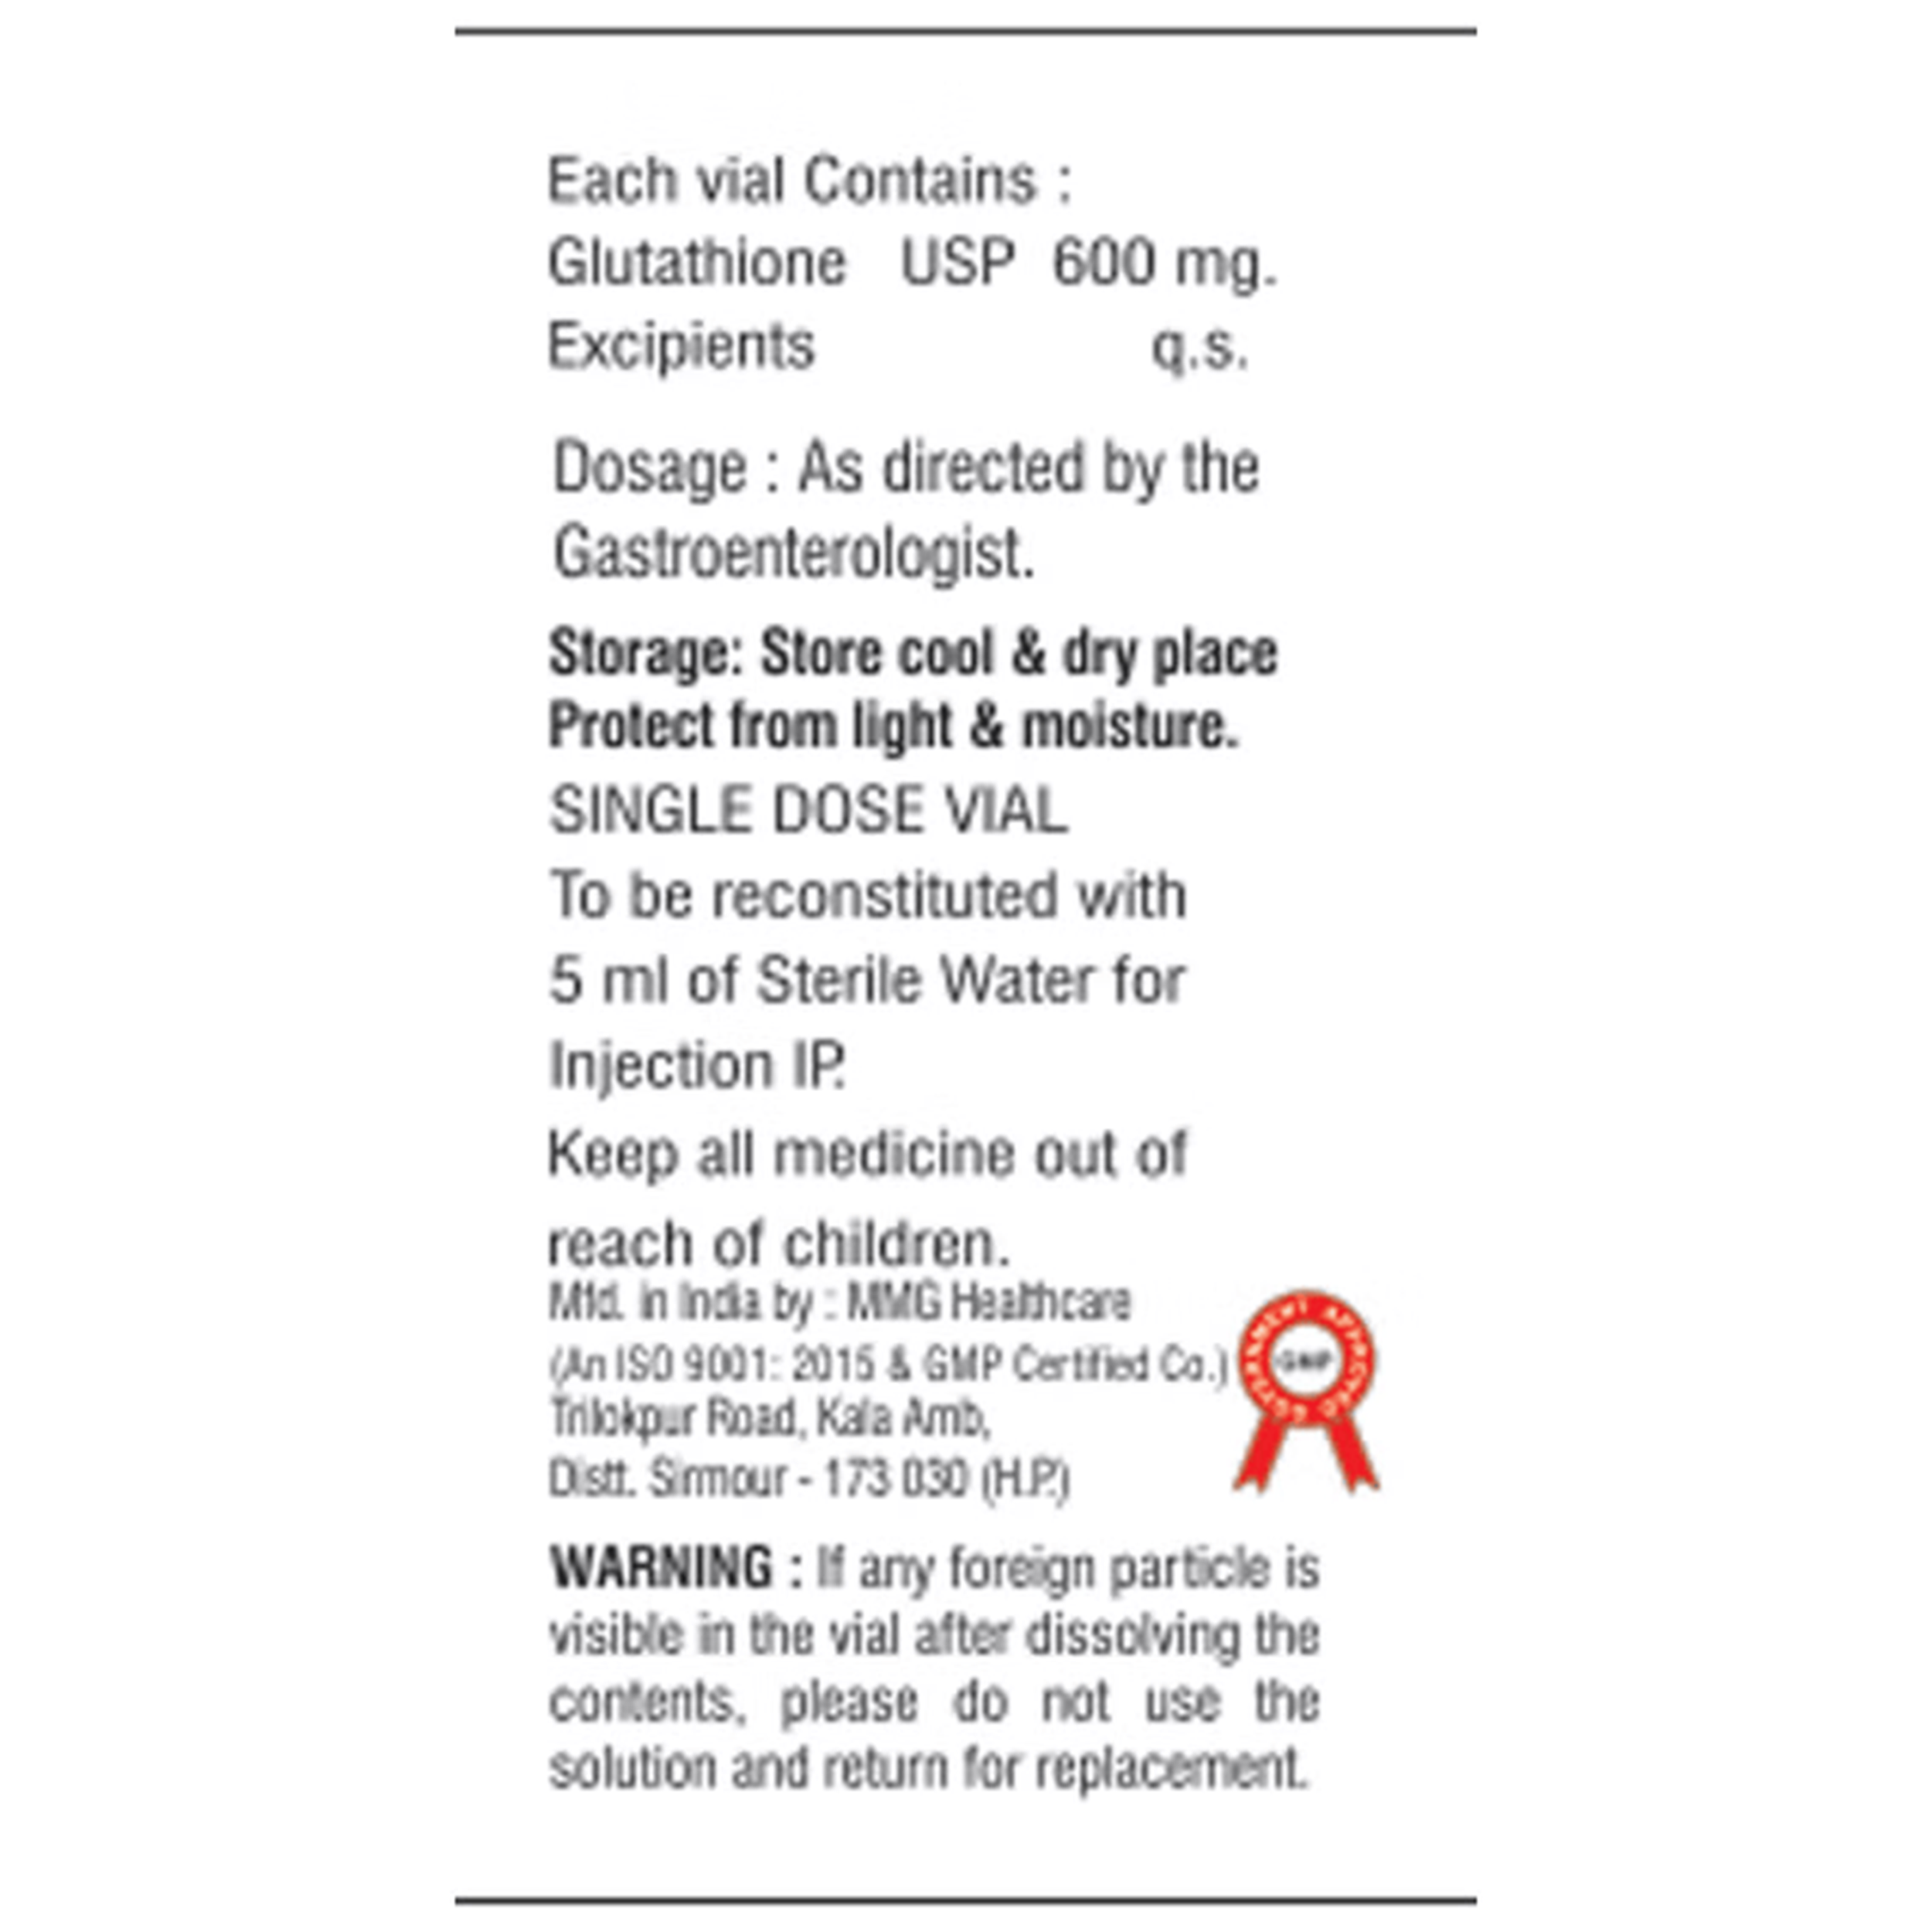 Each vial Contains :
Glutathione USP 600 mg.
Excipients q.s.
Dosage : As directed by the
Gastroenterologist.
Storage: Store cool & dry place
Protect from light & moisture.
SINGLE DOSE VIAL
To be reconstituted with
5 ml of Sterile Water for
Injection IP.
Keep all medicine out of
reach of children.
Mfd. in India by : MMG Healthcare
(An ISO 9001: 2015 & GMP Certified Co.)
Trilokpur Road, Kala Amb,
Distt. Sirmour - 173 030 (H.P.)
GOVERNMENT APPROVED CO.
GMP
WARNING : If any foreign particle is
visible in the vial after dissolving the
contents, please do not use the
solution and return for replacement.